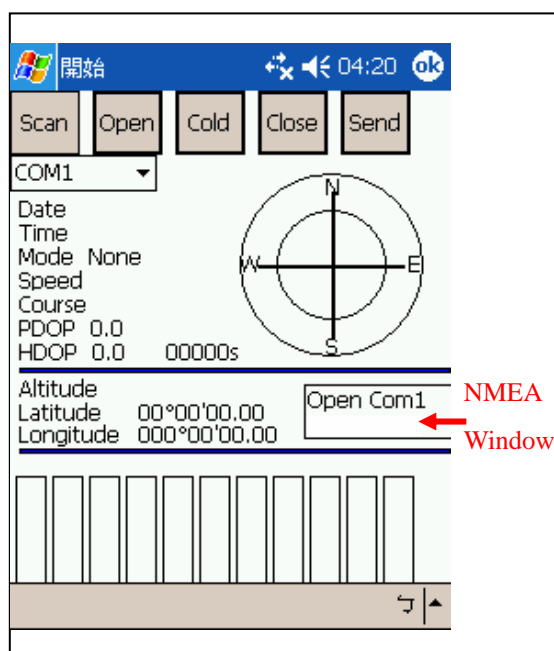 開始 04:20 ok
Scan Open Cold Close Send
COM1
N
W E
S
Date
Time
Mode None
Speed
Course
PDOP 0.0
HDOP 0.0 00000s
Altitude
Latitude 00°00'00.00
Longitude 000°00'00.00
Open Com1
NMEA
Window
ㄅ